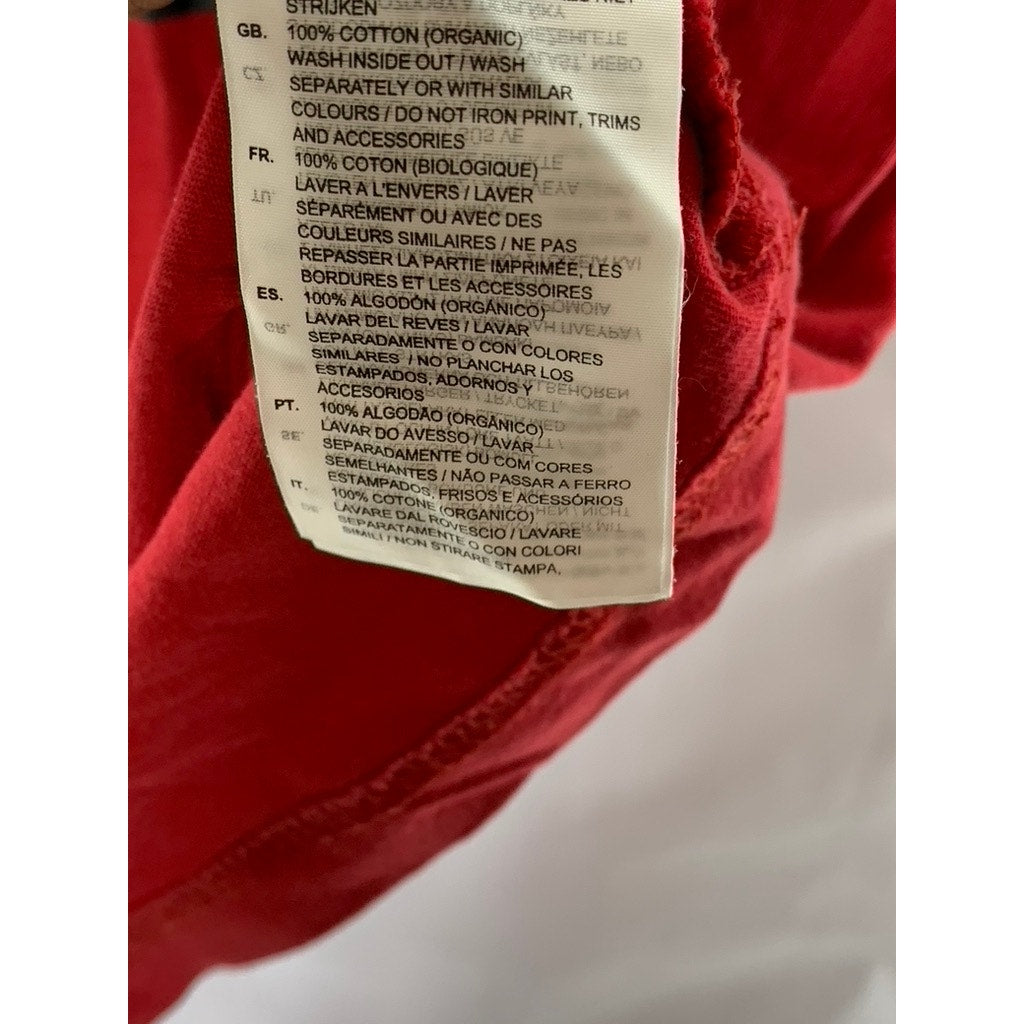 STRIJKEN
GB. 100% COTTON (ORGANIC)
WASH INSIDE OUT / WASH
SEPARATELY OR WITH SIMILAR
COLOURS / DO NOT IRON PRINT, TRIMS
AND ACCESSORIES
FR. 100% COTON (BIOLOGIQUE)
LAVER A L'ENVERS / LAVER
SÉPARÉMENT OU AVEC DES
COULEURS SIMILAIRES / NE PAS
REPASSER LA PARTIE IMPRIMÉE, LES
BORDURES ET LES ACCESSOIRES
ES. 100% ALGODÓN (ORGÁNICO)
LAVAR DEL REVES / LAVAR
SEPARADAMENTE O CON COLORES
SIMILARES / NO PLANCHAR LOS
ESTAMPADOS, ADORNOS Y
ACCESORIOS
PT. 100% ALGODÃO (ORGÂNICO)
LAVAR DO AVESSO / LAVAR
SEPARADAMENTE OU COM CORES
SEMELHANTES / NÃO PASSAR A FERRO
ESTAMPADOS, FRISOS E ACESSÓRIOS
IT. 100% COTONE (ORGANICO)
LAVARE DAL ROVESCIO / LAVARE
SEPARATAMENTE O CON COLORI
SIMILI / NON STIRARE STAMPA,